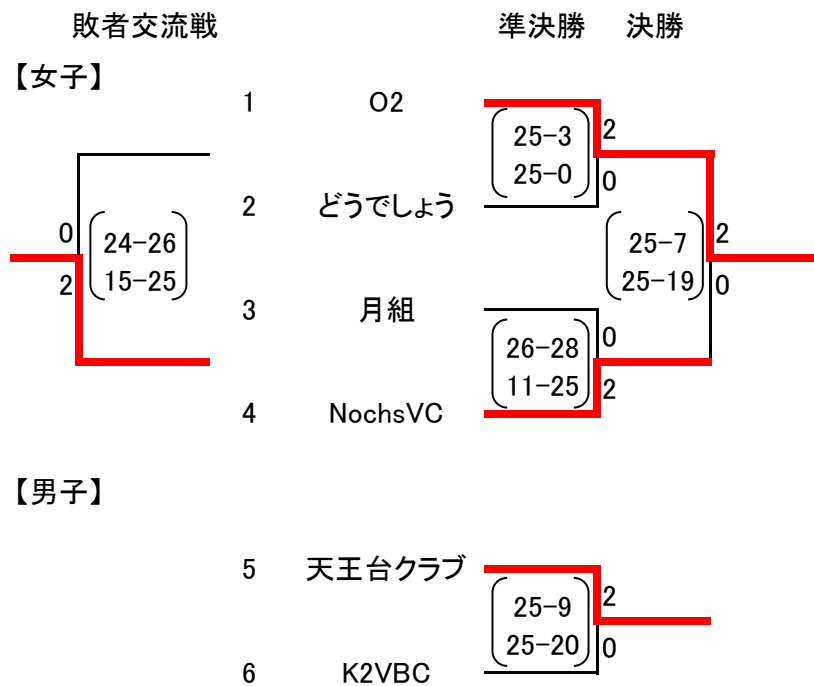 敗者交流戦 準決勝 決勝
【女子】
1 O2
25-3 2
25-0 0
2 どうでしょう
0 24-26 25-7 2
2 15-25 25-19 0
3 月組
26-28 0
11-25 2
4 NochsVC
【男子】
5 天王台クラブ
25-9 2
25-20 0
6 K2VBC